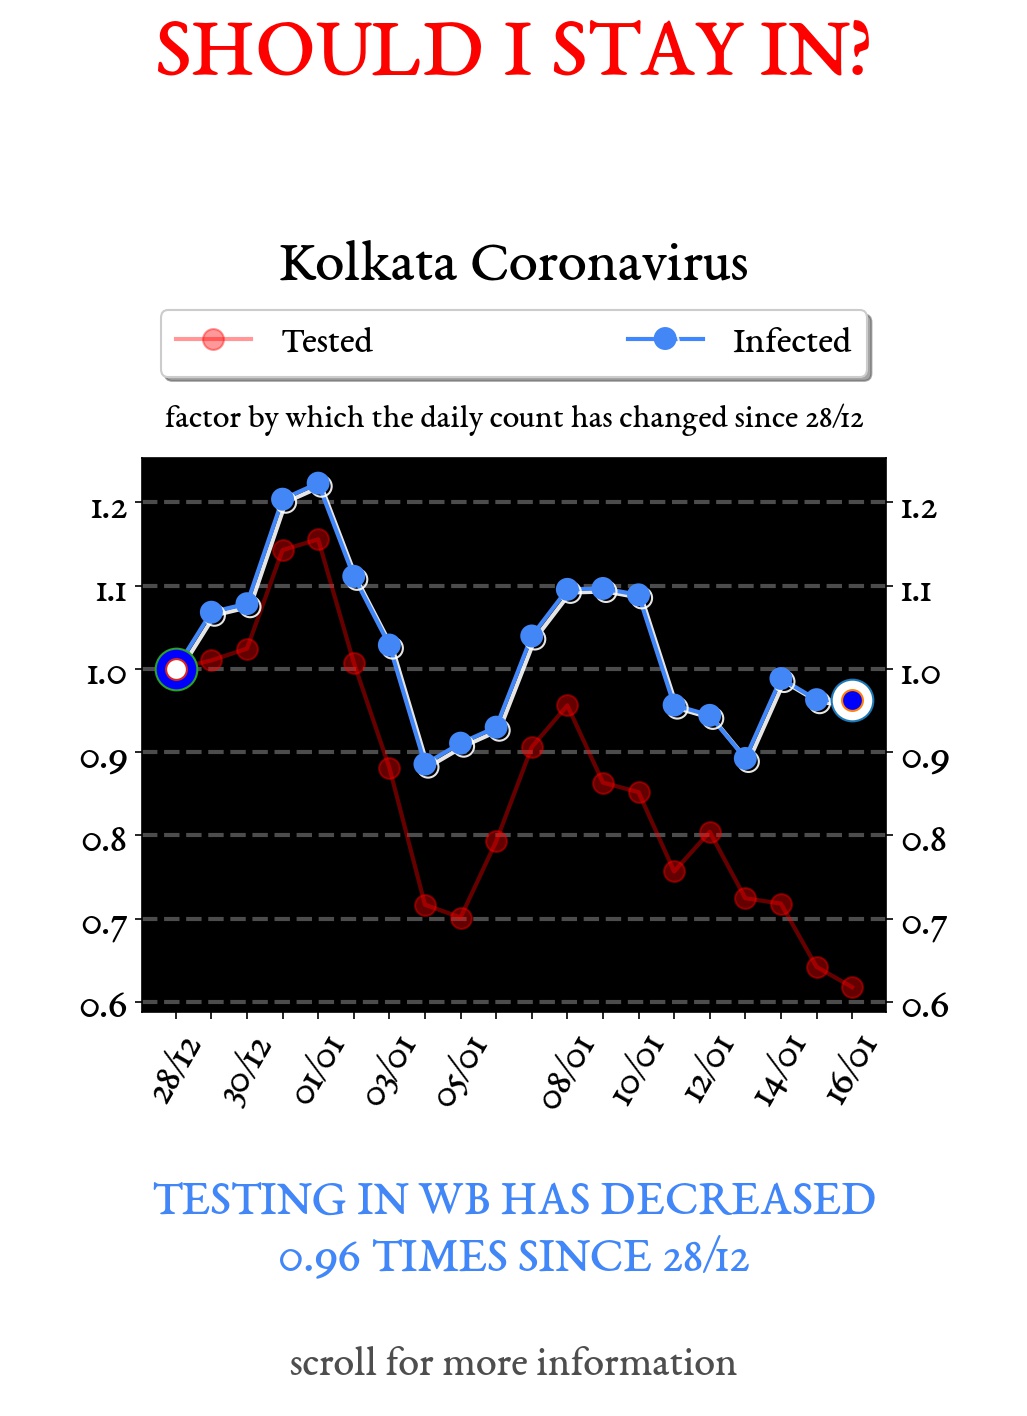 SHOULD I STAY IN?
Kolkata Coronavirus
Tested Infected
factor by which the daily count has changed since 28/12
1.2 1.2
1.1 1.1
1.0 1.0
0.9 0.9
0.8 0.8
0.7 0.7
0.6 0.6
28/12 30/12 01/01 03/01 05/01 08/01 10/01 12/01 14/01 16/01
TESTING IN WB HAS DECREASED
0.96 TIMES SINCE 28/12
scroll for more information